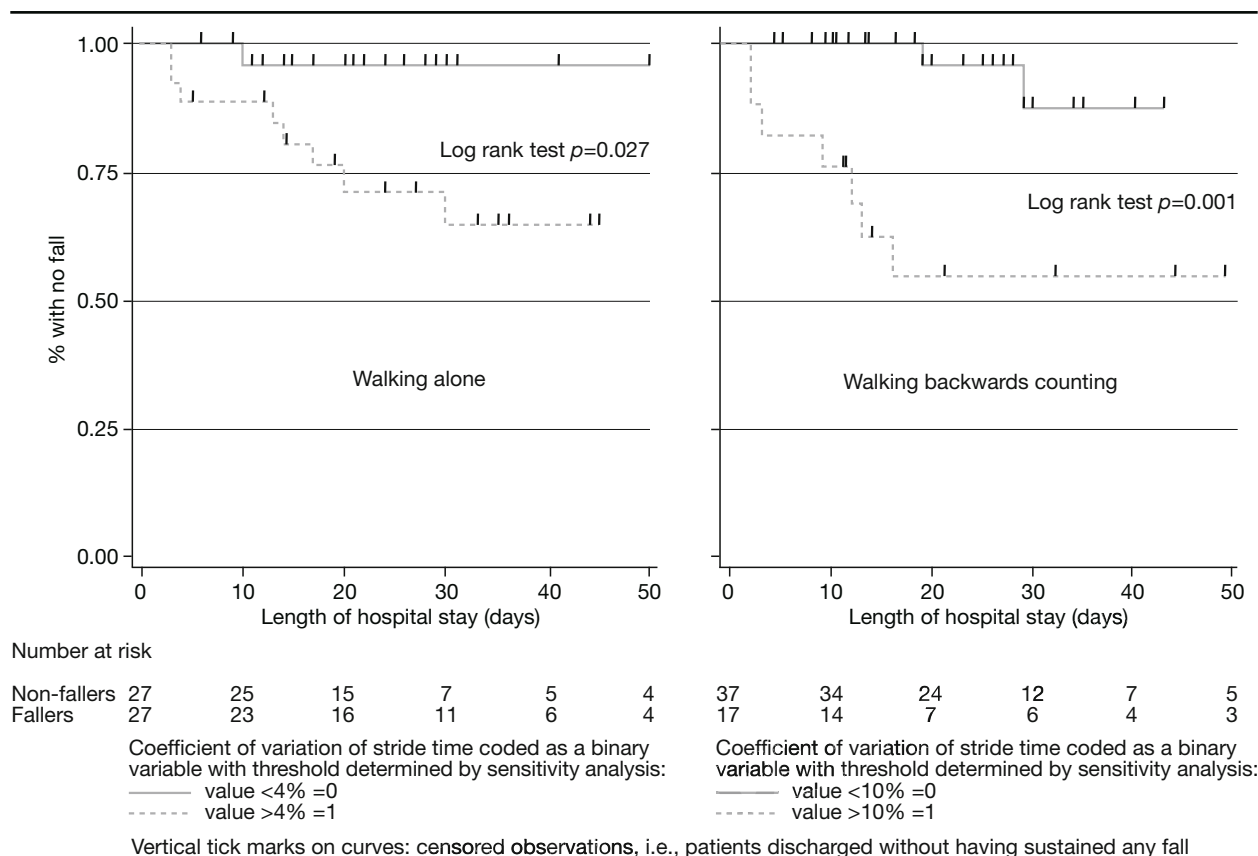 1.00
0.75
0.50
0.25
0.00
% with no fall
Log rank test p=0.027
Walking alone
0 10 20 30 40 50
Length of hospital stay (days)
Log rank test p=0.001
Walking backwards counting
0 10 20 30 40 50
Length of hospital stay (days)
Number at risk
Non-fallers 27 25 15 7 5 4 37 34 24 12 7 5
Fallers 27 23 16 11 6 4 17 14 7 6 4 3
Coefficient of variation of stride time coded as a binary
variable with threshold determined by sensitivity analysis:
value <4% =0
value >4% =1
Coefficient of variation of stride time coded as a binary
variable with threshold determined by sensitivity analysis:
value <10% =0
value >10% =1
Vertical tick marks on curves: censored observations, i.e., patients discharged without having sustained any fall